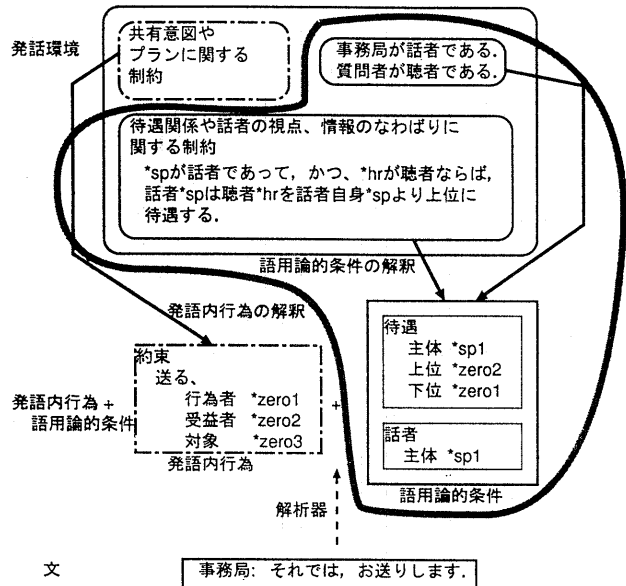 発話環境
共有意図や
プランに関する
制約
事務局が話者である.
質問者が聴者である.
待遇関係や話者の視点、情報のなわばりに
関する制約
*spが話者であって，かつ、*hrが聴者ならば,
話者*spは聴者*hrを話者自身*spより上位に
待遇する.
語用論的条件の解釈
発語内行為の解釈
発語内行為 +
語用論的条件
約束
送る、
行為者 *zero1
受益者 *zero2
対象 *zero3
発語内行為
+
待遇
主体 *sp1
上位 *zero2
下位 *zero1
話者
主体 *sp1
語用論的条件
解析器
文
事務局: それでは，お送りします.